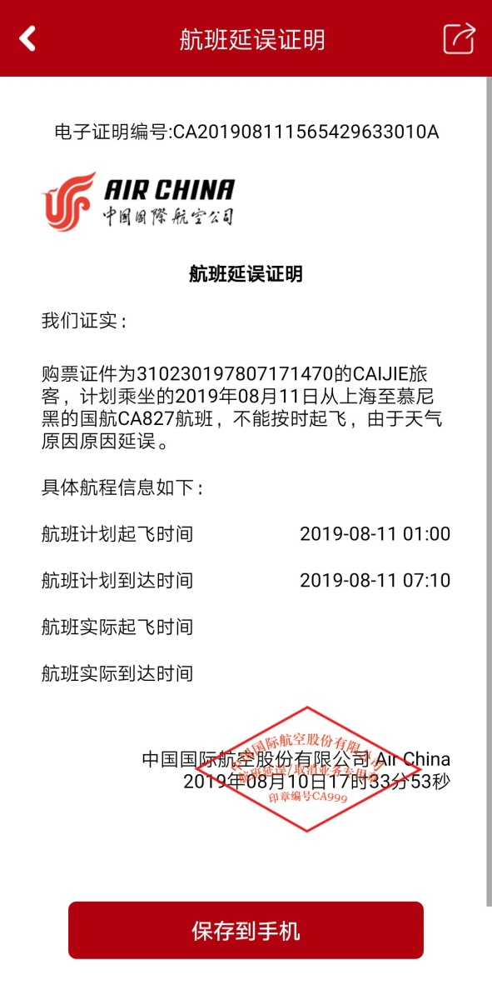 航班延误证明
电子证明编号:CA201908111565429633010A
AIR CHINA
中国国际航空公司
航班延误证明
我们证实：
购票证件为310230197807171470的CAIJIE旅
客，计划乘坐的2019年08月11日从上海至慕尼
黑的国航CA827航班，不能按时起飞，由于天气
原因原因延误。
具体航程信息如下：
航班计划起飞时间 2019-08-11 01:00
航班计划到达时间 2019-08-11 07:10
航班实际起飞时间
航班实际到达时间
中国国际航空股份有限公司
中国国际航空股份有限公司 Air China
航班延误/取消业务专用章
2019年08月10日17时33分53秒
印章编号CA999
保存到手机